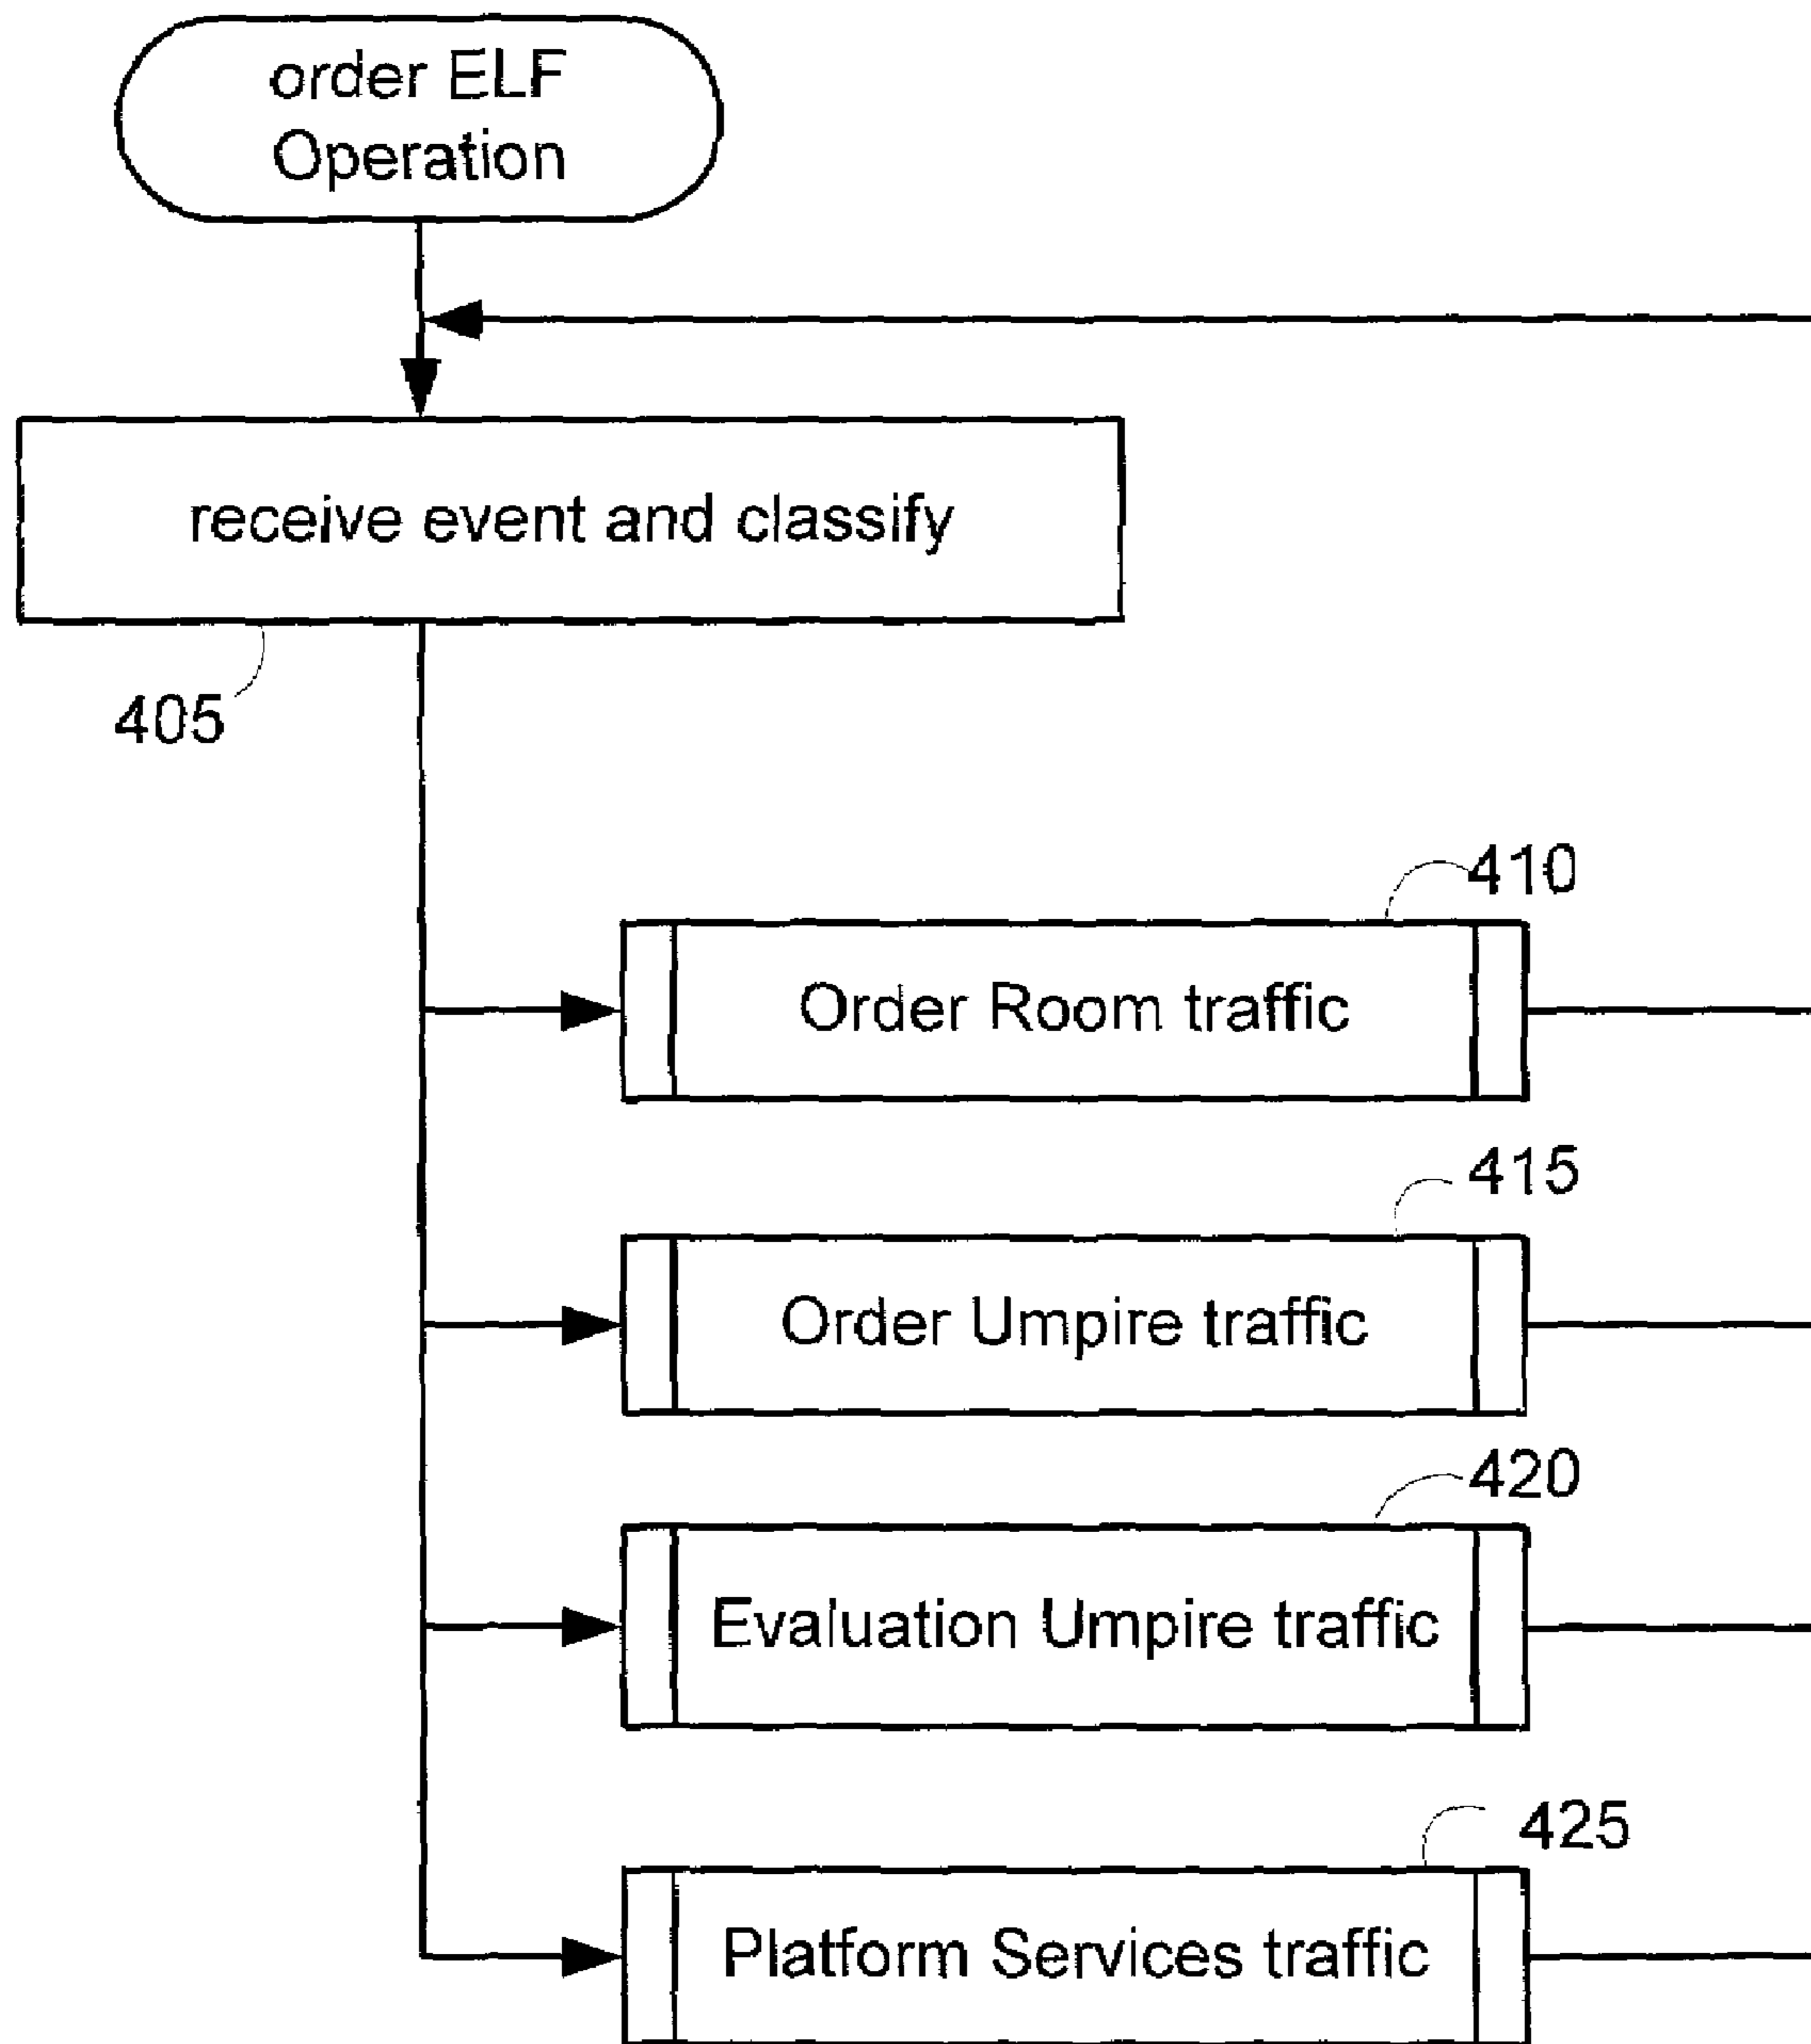 order ELF
Operation
receive event and classify
405
410
Order Room traffic
415
Order Umpire traffic
420
Evaluation Umpire traffic
425
Platform Services traffic